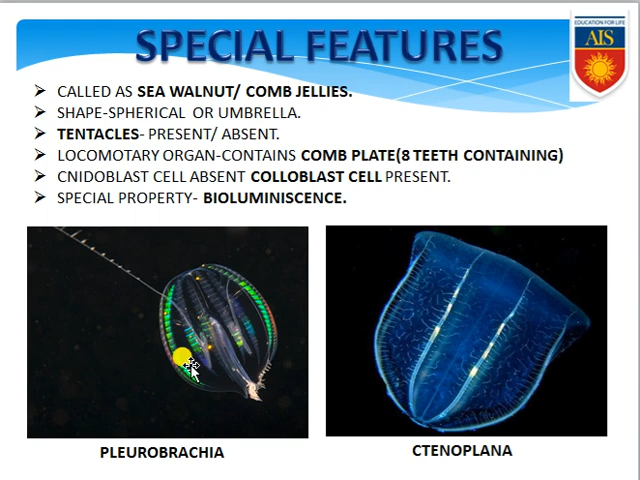 EDUCATION FOR LIFE
AIS
SPECIAL FEATURES
CALLED AS SEA WALNUT/ COMB JELLIES.
SHAPE-SPHERICAL OR UMBRELLA.
TENTACLES- PRESENT/ ABSENT.
LOCOMOTARY ORGAN-CONTAINS COMB PLATE(8 TEETH CONTAINING)
CNIDOBLAST CELL ABSENT COLLOBLAST CELL PRESENT.
SPECIAL PROPERTY- BIOLUMINISCENCE.
PLEUROBRACHIA
CTENOPLANA